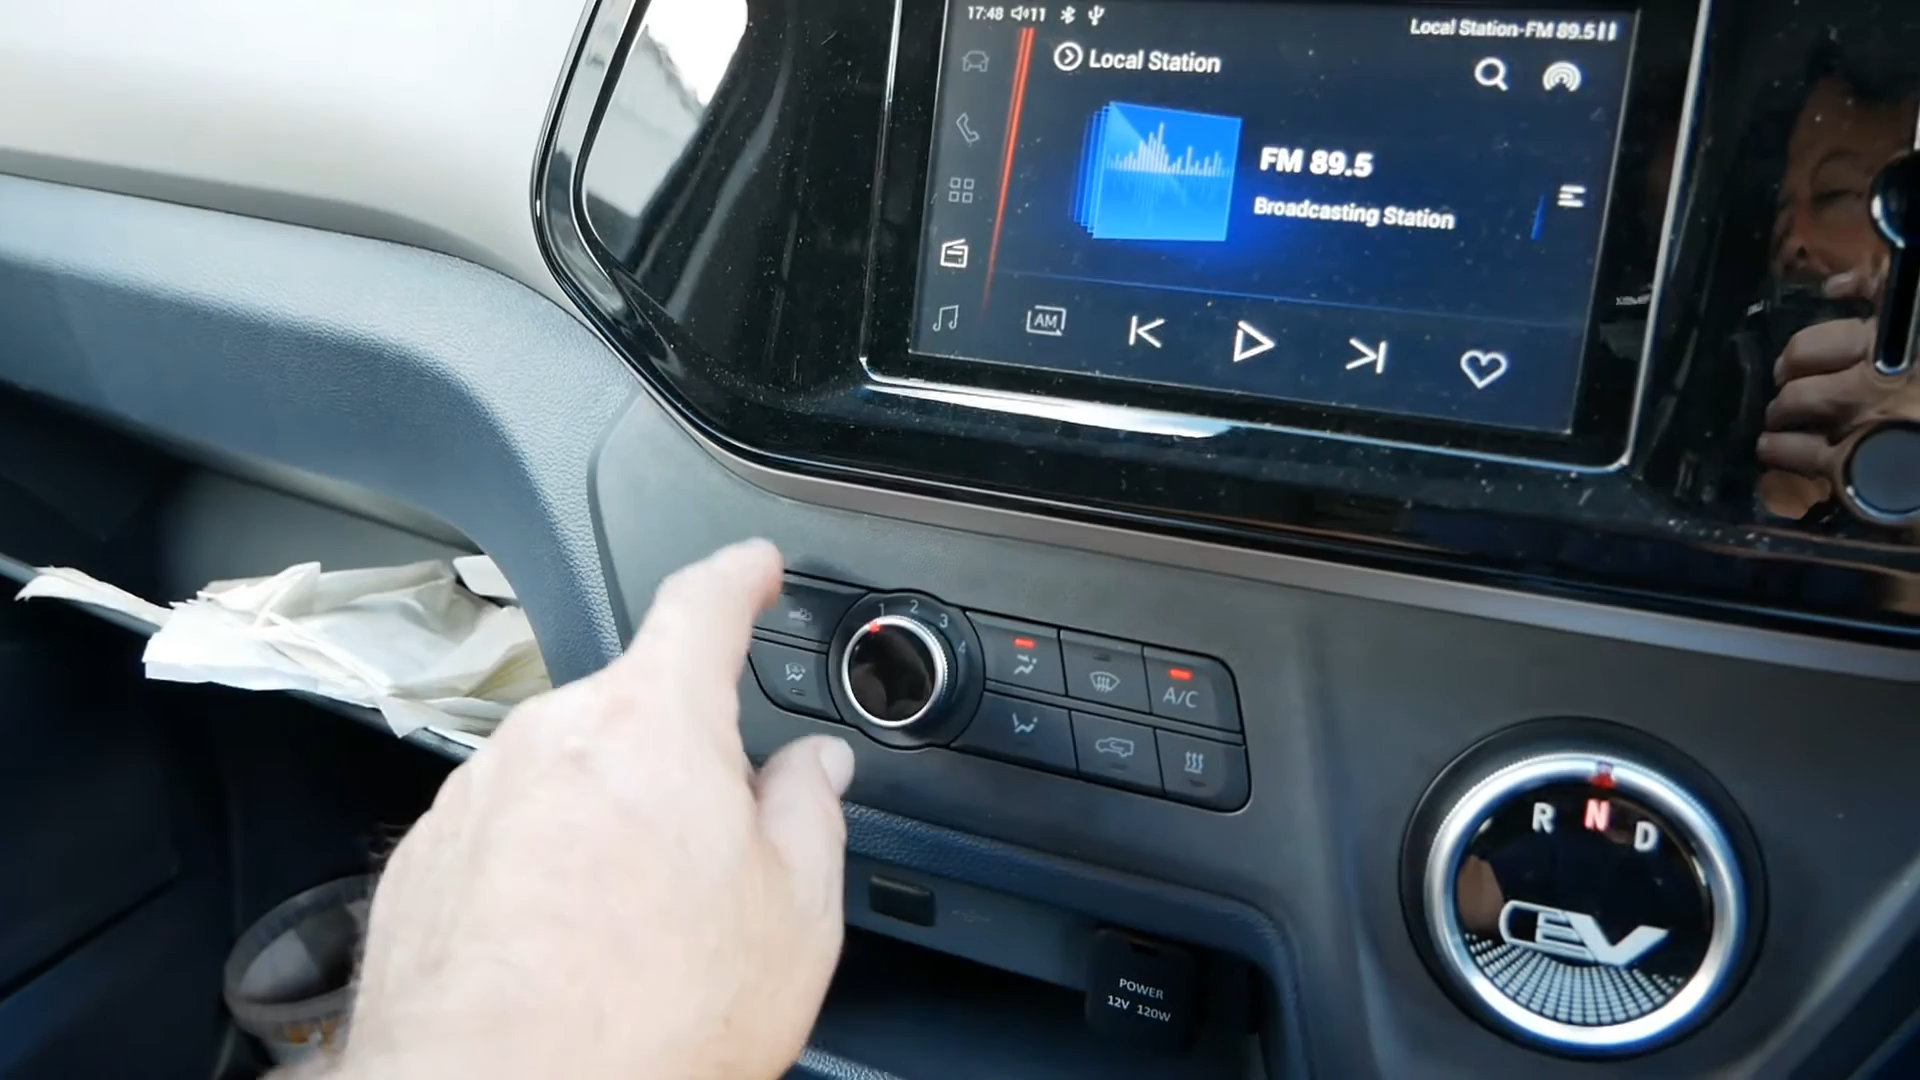 17:48 11
Local Station-FM 89.5
Local Station
FM 89.5
Broadcasting Station
AM
1 2 3 4
A/C
R N D
EV
POWER
12V 120W